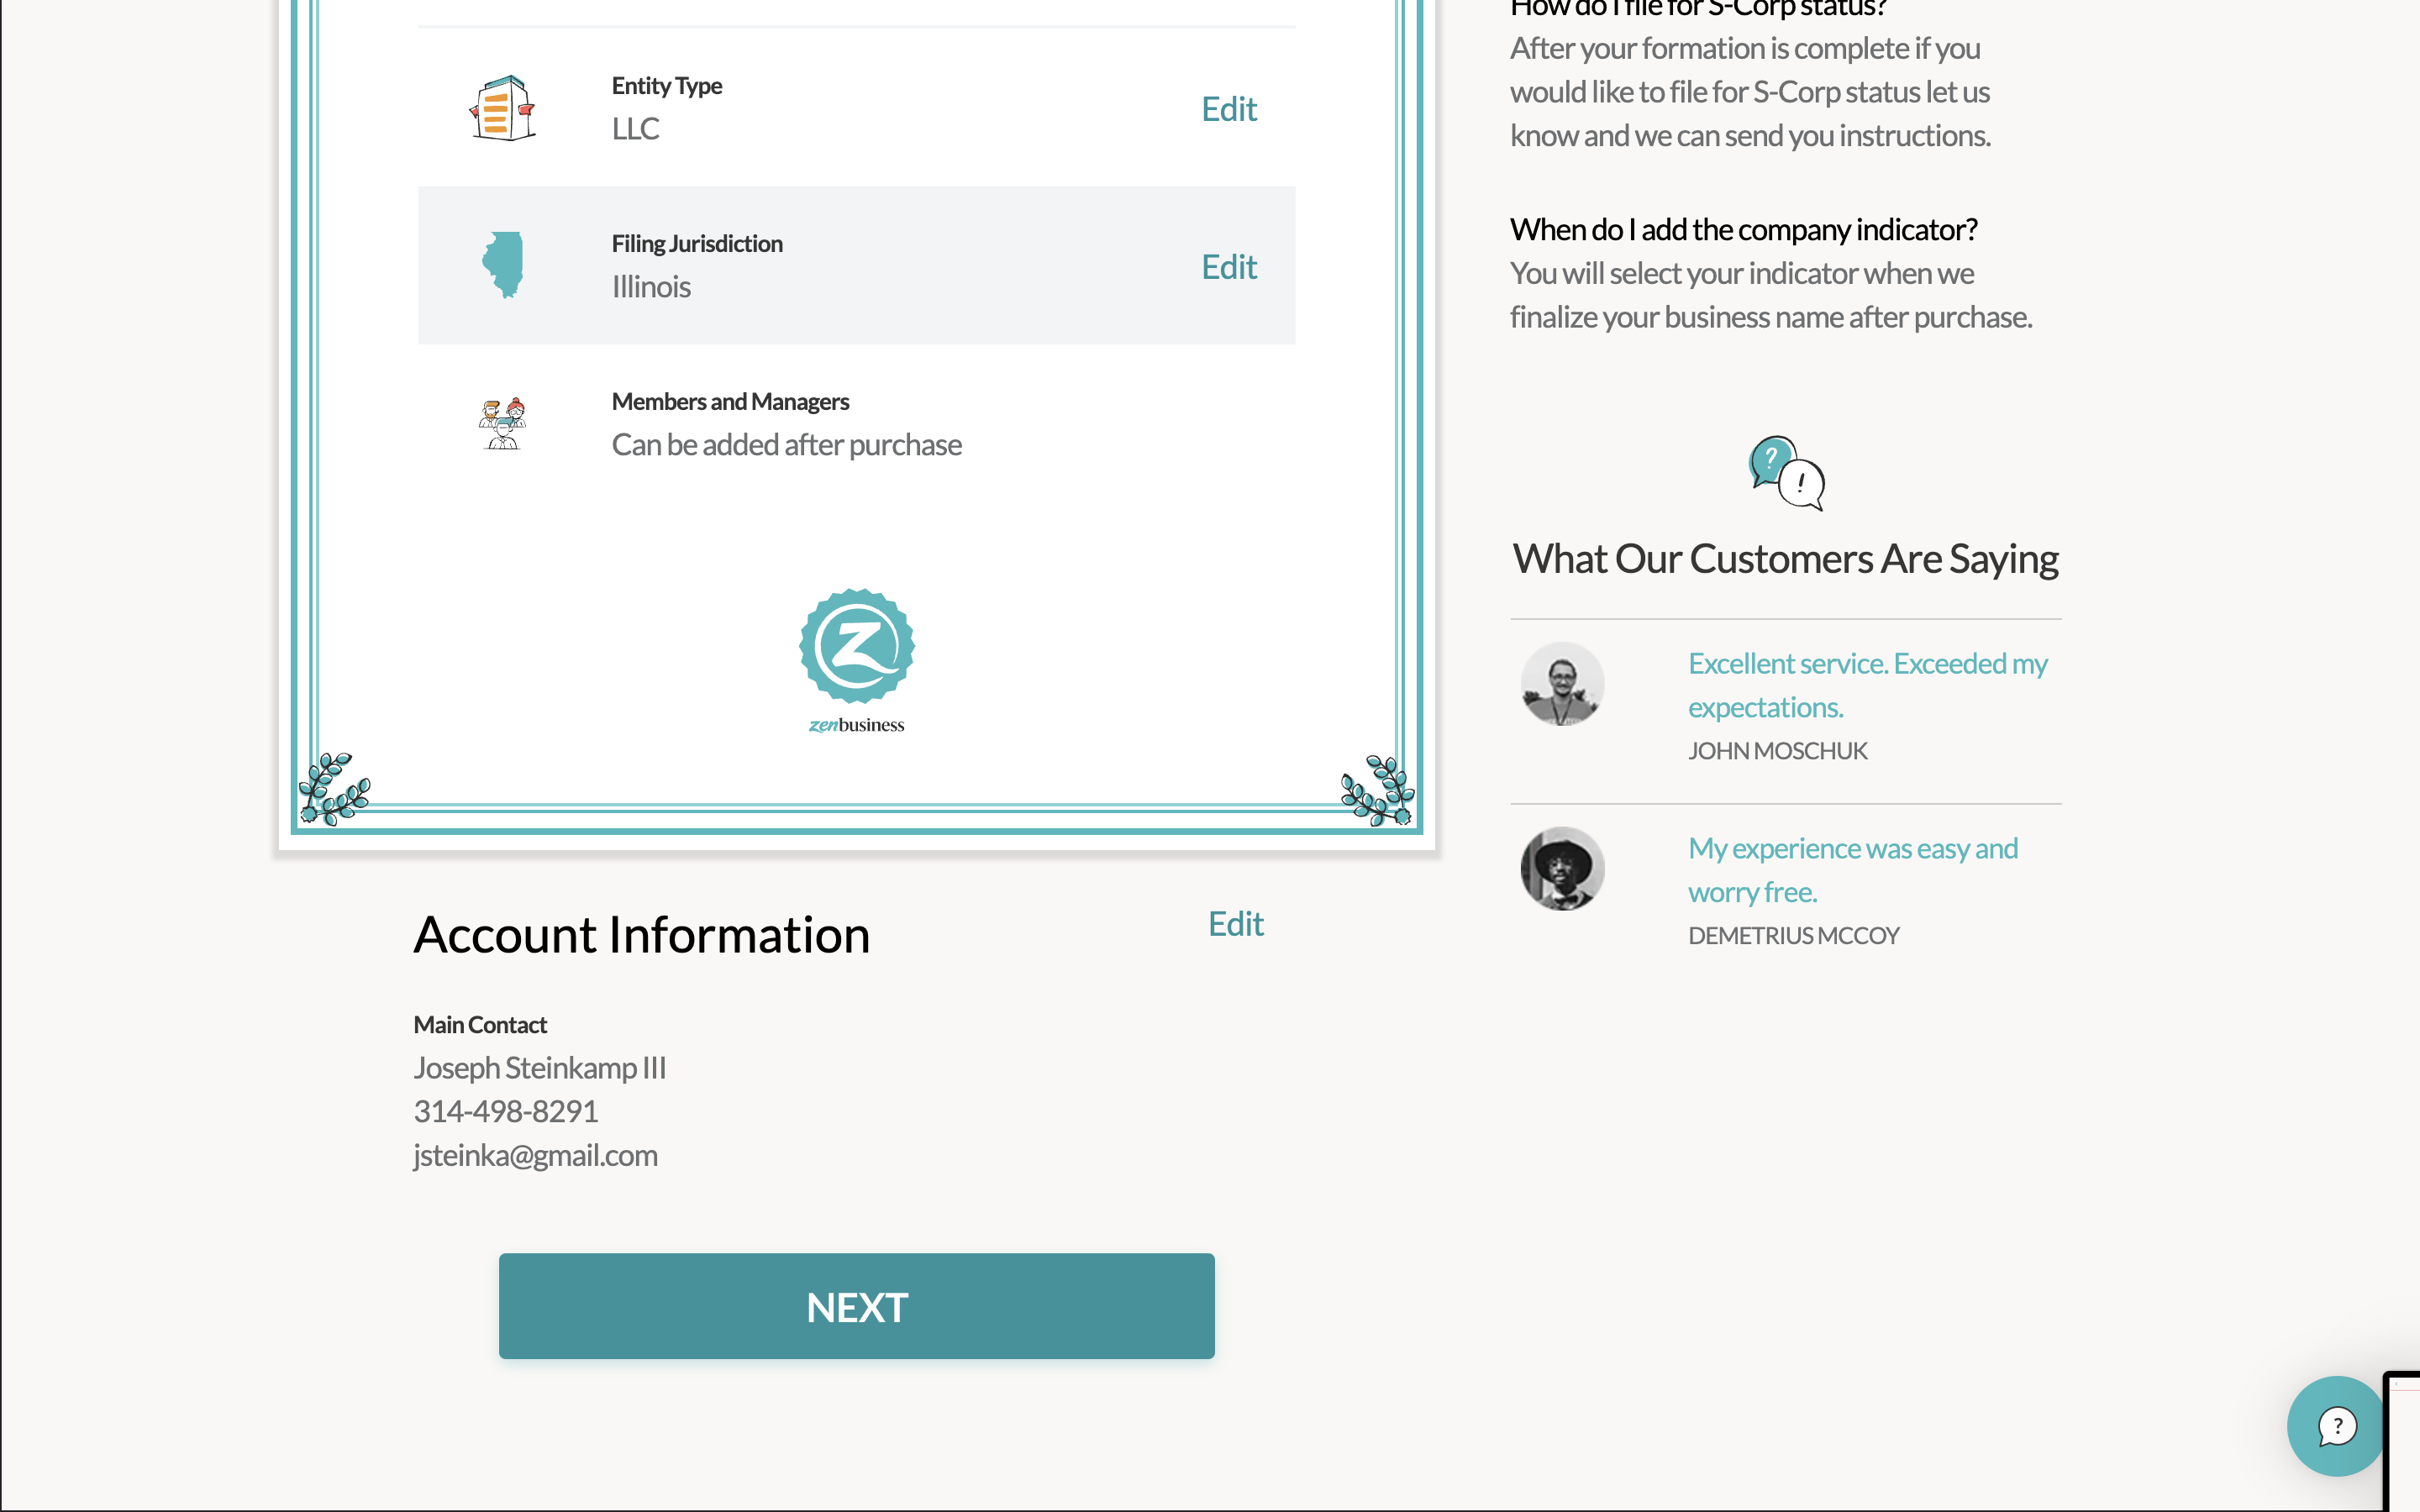 Entity Type
LLC
Edit
Filing Jurisdiction
Illinois
Edit
Members and Managers
Can be added after purchase
Z
zenbusiness
Account Information
Edit
Main Contact
Joseph Steinkamp III
314-498-8291
jsteinka@gmail.com
NEXT
How do I file for S-Corp status?
After your formation is complete if you
would like to file for S-Corp status let us
know and we can send you instructions.
When do I add the company indicator?
You will select your indicator when we
finalize your business name after purchase.
? !
What Our Customers Are Saying
Excellent service. Exceeded my
expectations.
JOHN MOSCHUK
My experience was easy and
worry free.
DEMETRIUS MCCOY
?